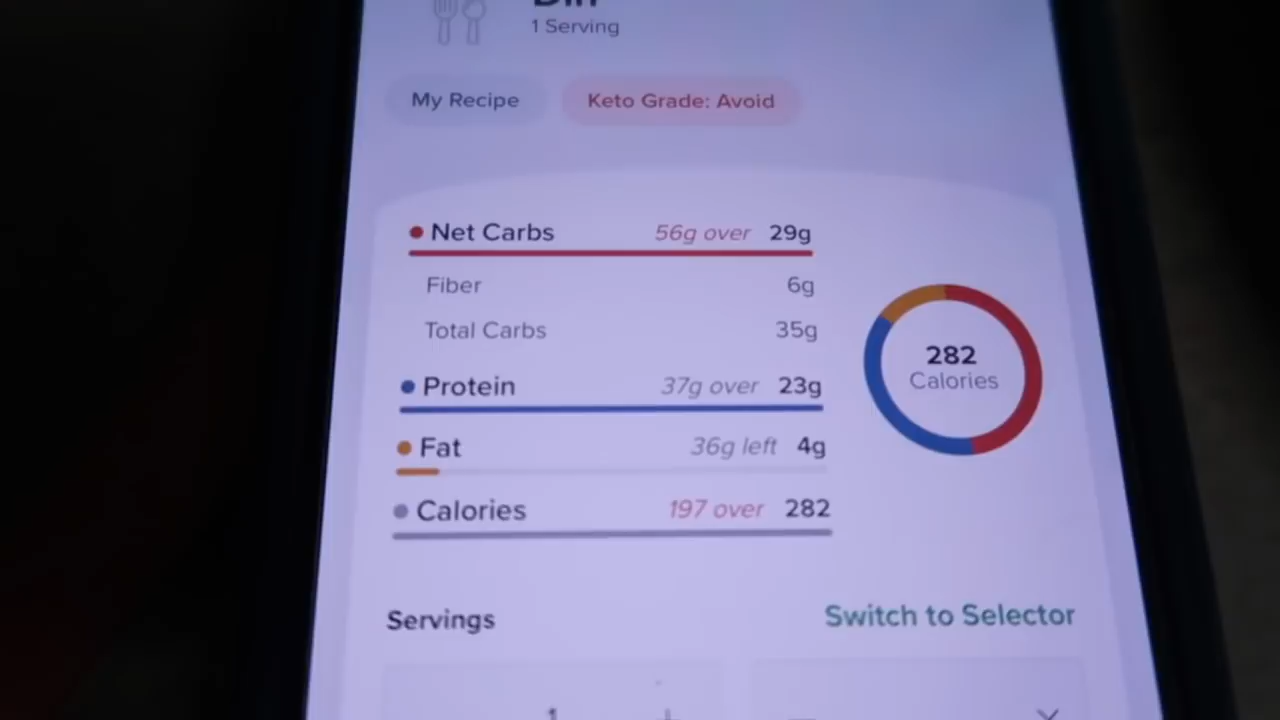 1 Serving
My Recipe Keto Grade: Avoid
Net Carbs 56g over 29g
Fiber 6g
Total Carbs 35g
282
Calories
Protein 37g over 23g
Fat 36g left 4g
Calories 197 over 282
Servings Switch to Selector
1